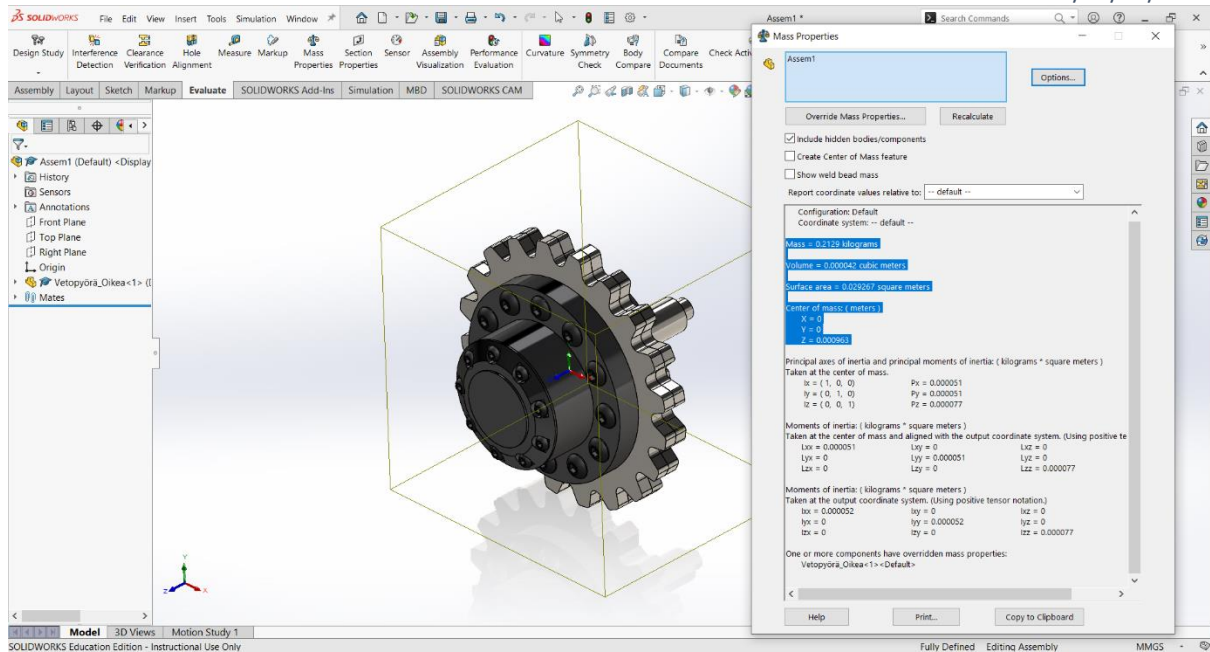 SOLIDWORKS File Edit View Insert Tools Simulation Window Assem1 * Search Commands
Design Study Interference Detection Clearance Verification Hole Alignment Measure Markup Mass Properties Section Properties Sensor Assembly Visualization Performance Evaluation Curvature Symmetry Check Body Compare Compare Documents Check Activ
Assembly Layout Sketch Markup Evaluate SOLIDWORKS Add-Ins Simulation MBD SOLIDWORKS CAM
Assem1 (Default) <Display
History
Sensors
Annotations
Front Plane
Top Plane
Right Plane
Origin
Vetopyörä_Oikea<1> (D
Mates
Y
Z X
Mass Properties
Assem1
Options...
Override Mass Properties... Recalculate
Include hidden bodies/components
Create Center of Mass feature
Show weld bead mass
Report coordinate values relative to: -- default --
Configuration: Default
Coordinate system: -- default --
Mass = 0.2129 kilograms
Volume = 0.000042 cubic meters
Surface area = 0.029267 square meters
Center of mass: ( meters )
X = 0
Y = 0
Z = 0.000963
Principal axes of inertia and principal moments of inertia: ( kilograms * square meters )
Taken at the center of mass.
Ix = ( 1, 0, 0) Px = 0.000051
Iy = ( 0, 1, 0) Py = 0.000051
Iz = ( 0, 0, 1) Pz = 0.000077
Moments of inertia: ( kilograms * square meters )
Taken at the center of mass and aligned with the output coordinate system. (Using positive te
Lxx = 0.000051 Lxy = 0 Lxz = 0
Lyx = 0 Lyy = 0.000051 Lyz = 0
Lzx = 0 Lzy = 0 Lzz = 0.000077
Moments of inertia: ( kilograms * square meters )
Taken at the output coordinate system. (Using positive tensor notation.)
Ixx = 0.000052 Ixy = 0 Ixz = 0
Iyx = 0 Iyy = 0.000052 Iyz = 0
Izx = 0 Izy = 0 Izz = 0.000077
One or more components have overridden mass properties:
Vetopyörä_Oikea<1><Default>
Help Print... Copy to Clipboard
Model 3D Views Motion Study 1
SOLIDWORKS Education Edition - Instructional Use Only Fully Defined Editing Assembly MMGS